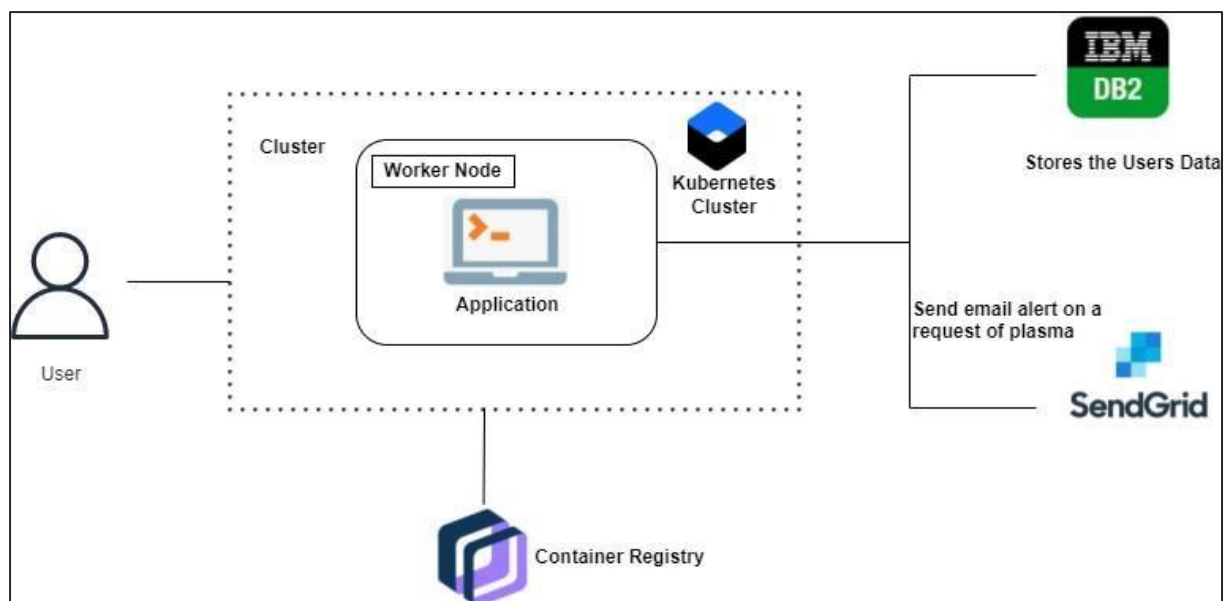 IBM
DB2
Stores the Users Data
Cluster
Worker Node
Kubernetes
Cluster
Application
User
Send email alert on a
request of plasma
SendGrid
Container Registry